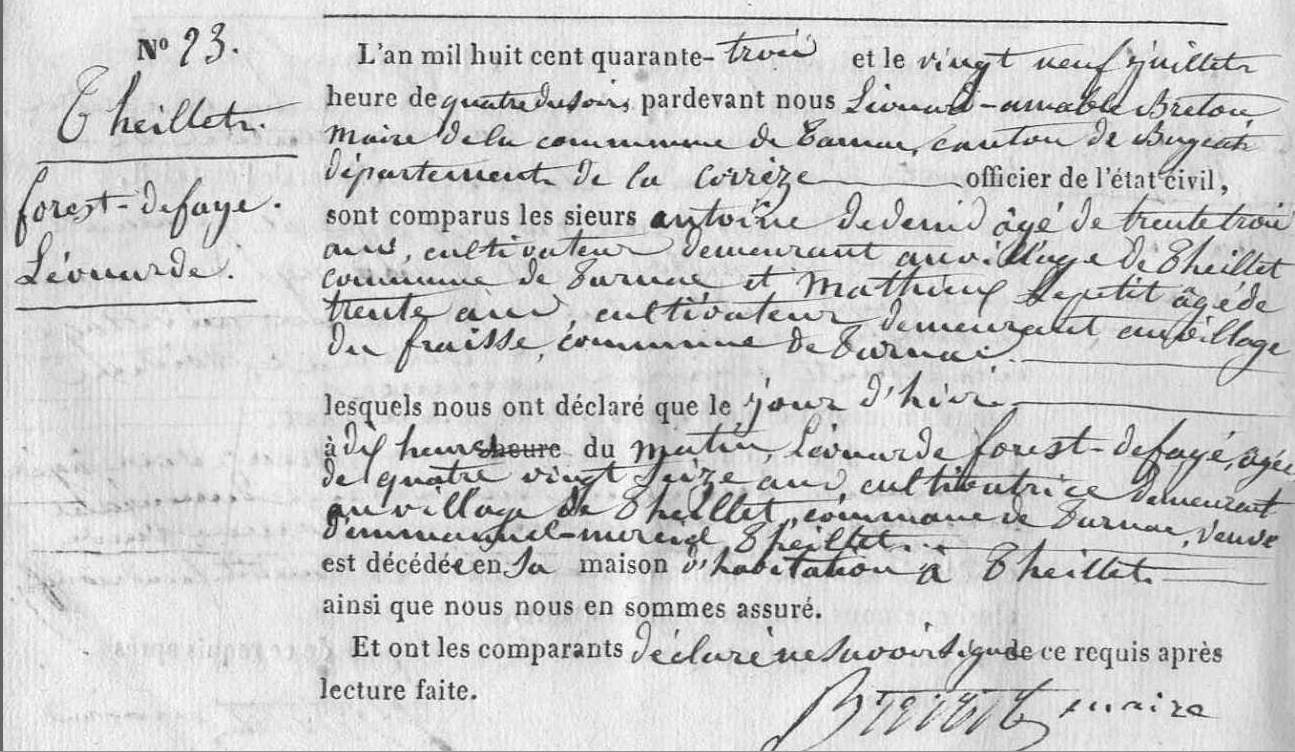 N° 23.
Theillet.
forest-defaye.
Léonarde.
L'an mil huit cent quarante-trois et le vingt neuf juillet
heure de quatre du soir, pardevant nous Léonard-amable Breton,
Maire de la commune de Tarnac, canton de Bugeat
département de la Corrèze officier de l'état civil,
sont comparus les sieurs antoine dedenis âgé de trente trois
ans, cultivateur demeurant au village de Theillet
commune de Tarnac et Mathieu Lepetit âgé de
trente ans, cultivateur demeurant, au village
du fraisse, commune de Tarnac.
lesquels nous ont déclaré que le jour d'hier
à dix heures heure du matin, Léonarde forest-defaye, âgée
de quatre vingt seize ans, cultivatrice demeurant
au village de Theillet, commune de Tarnac, veuve
Theillet.
est décédée en sa maison d'habitation à Theillet.
ainsi que nous nous en sommes assuré.
Et ont les comparants déclaré ne savoir signer de ce requis après
lecture faite.
Breton maire